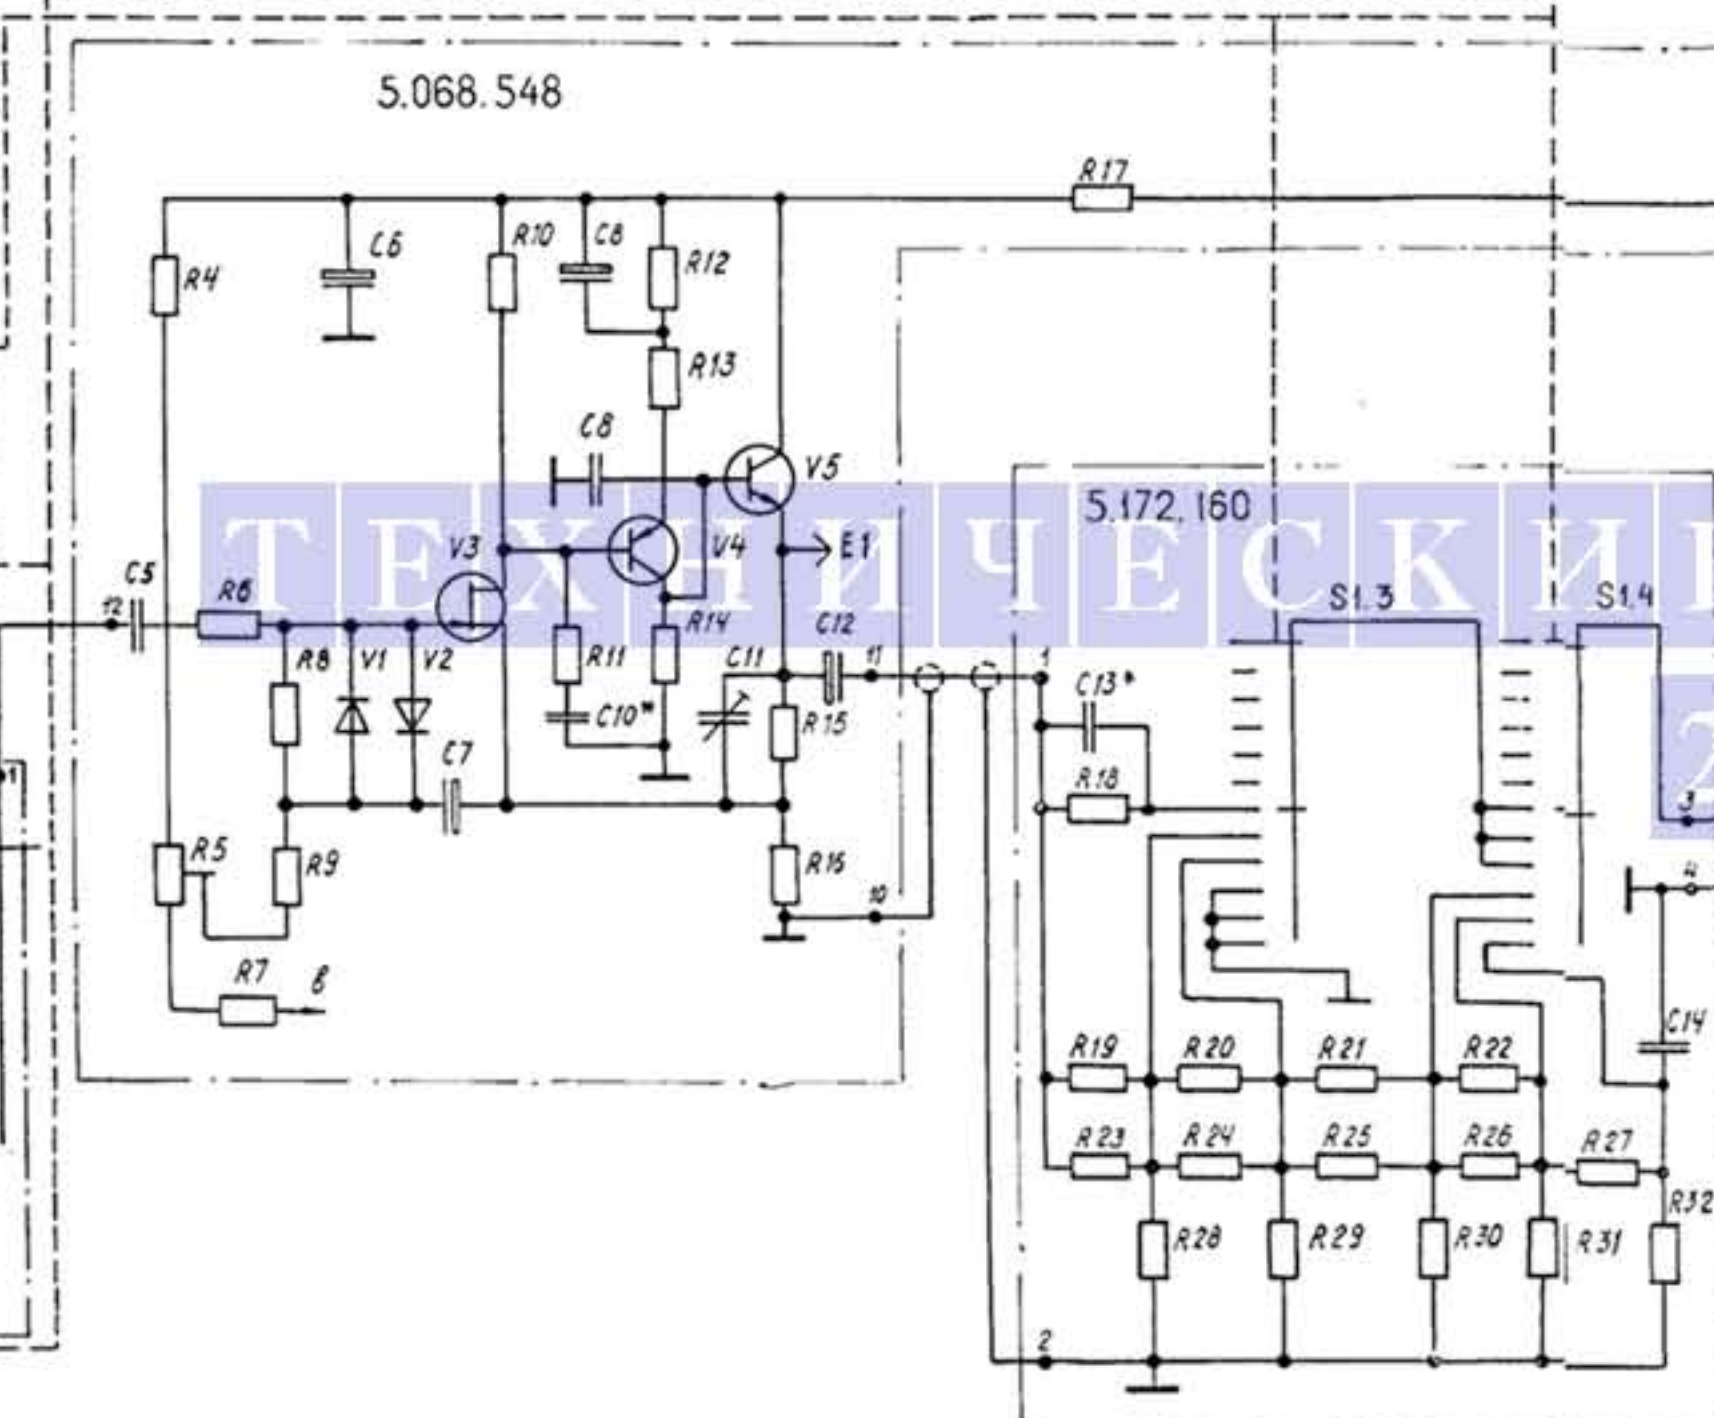 5.068.548
R17
R4
C6
R10
C8
R12
R13
C8
V5
5.172.160
ТЕХНИЧЕСКИ
V3
V4
E1
S1.3
S1.4
C5
12
R6
R8
V1
V2
R11
R14
C11
C12
11
1
C13*
C10*
R15
C7
R18
2
3
1
R5
R9
R16
10
4
R7
в
C14
R19
R20
R21
R22
R23
R24
R25
R26
R27
R28
R29
R30
R31
R32
2